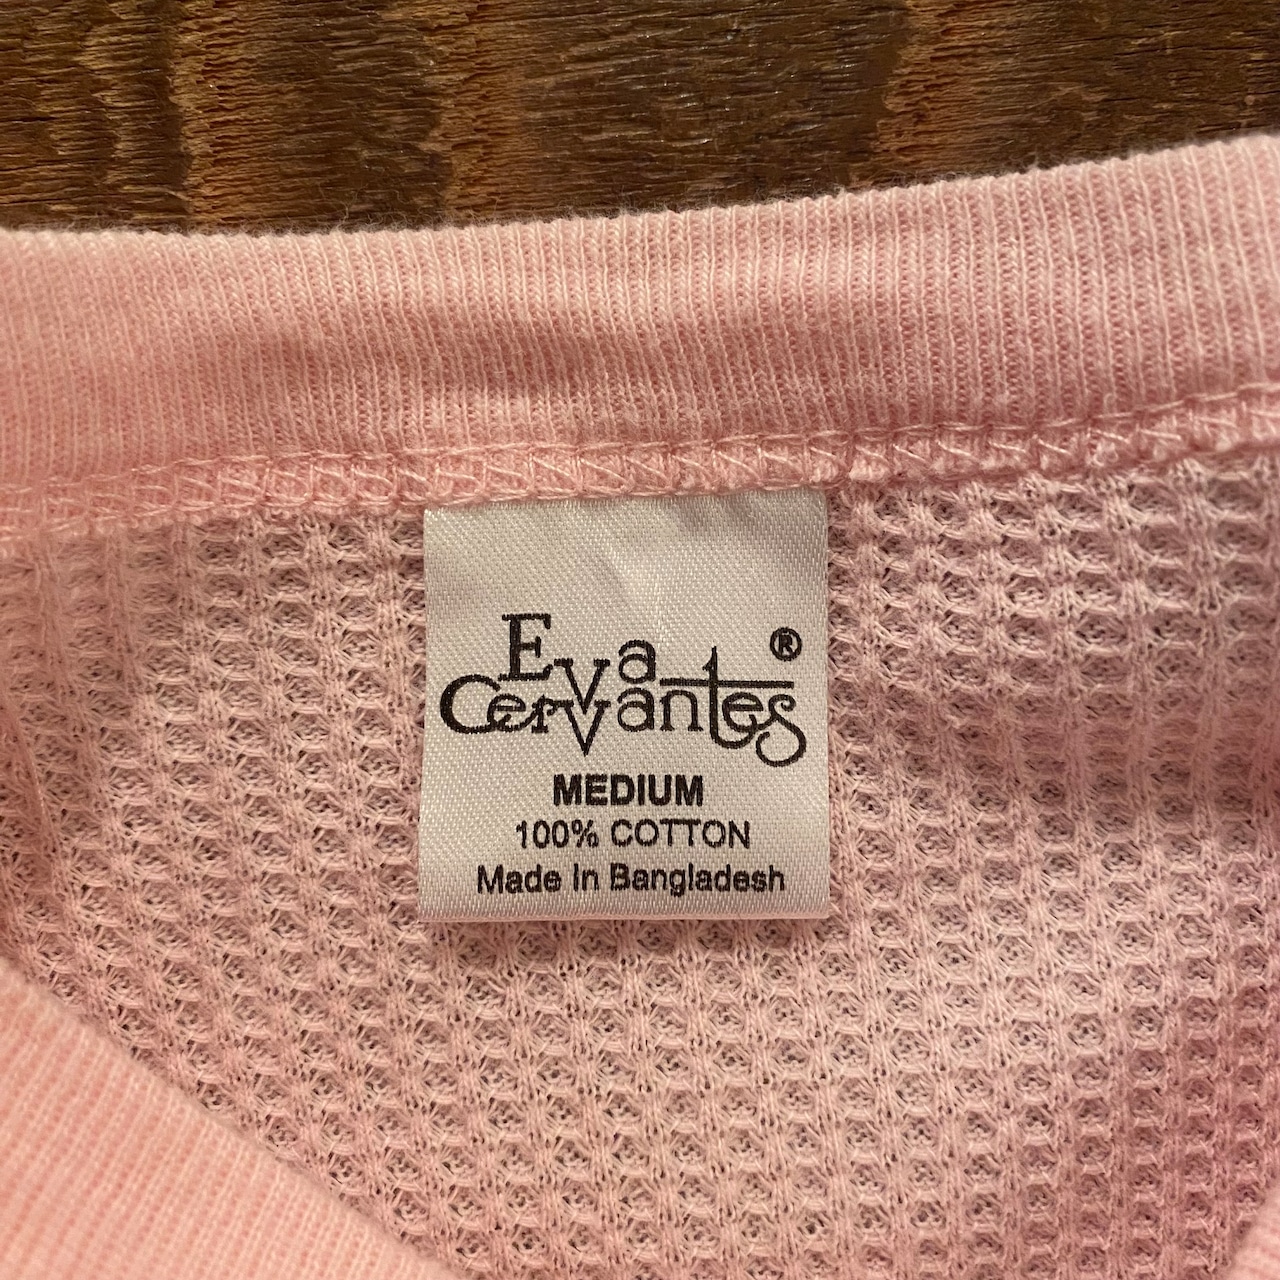 Eva
Cervantes®
MEDIUM
100% COTTON
Made In Bangladesh